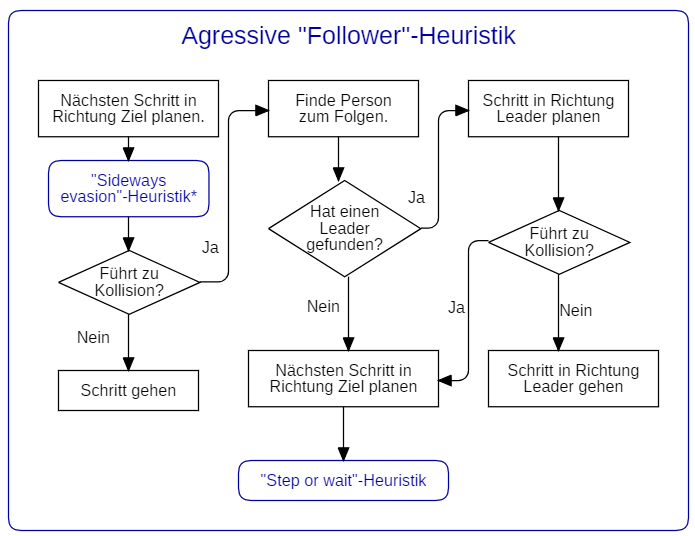 Agressive "Follower"-Heuristik
Nächsten Schritt in
Richtung Ziel planen.
"Sideways
evasion"-Heuristik*
Führt zu
Kollision?
Ja
Nein
Schritt gehen
Finde Person
zum Folgen.
Hat einen
Leader
gefunden?
Ja
Nein
Nächsten Schritt in
Richtung Ziel planen
"Step or wait"-Heuristik
Schritt in Richtung
Leader planen
Führt zu
Kollision?
Ja
Nein
Schritt in Richtung
Leader gehen